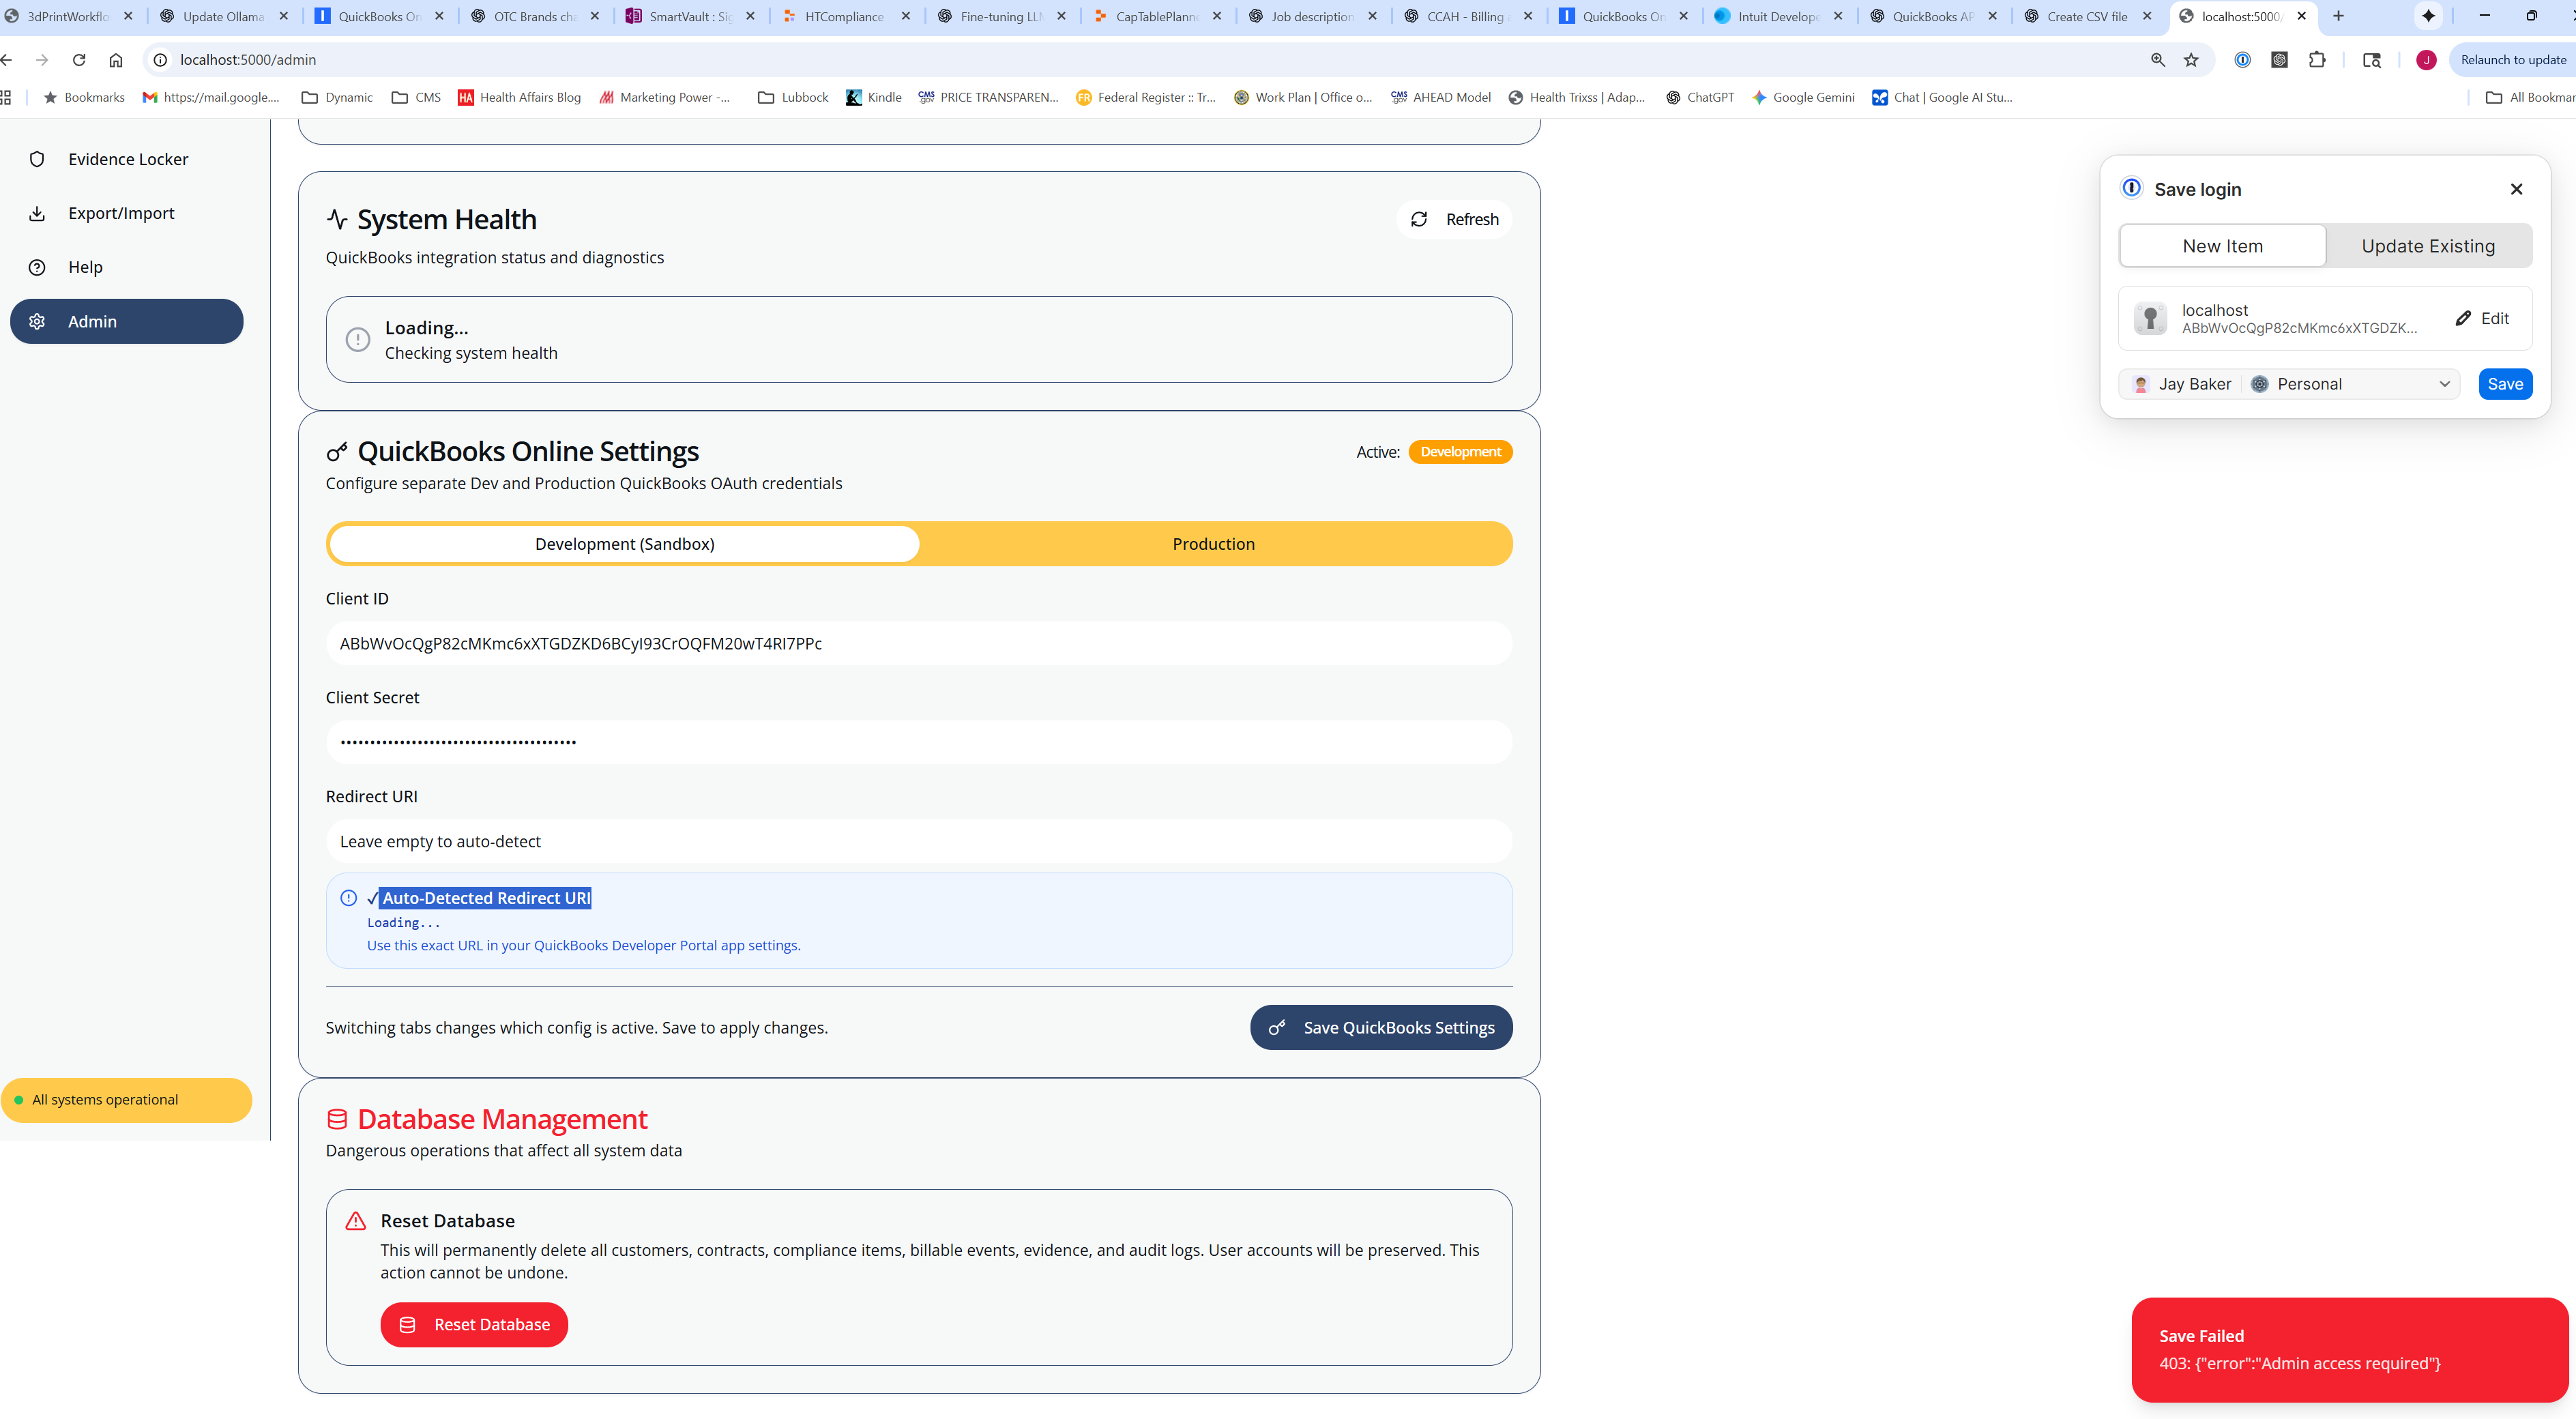 3dPrintWorkflo
Update Ollama
QuickBooks On
OTC Brands cha
SmartVault : Sig
HTCompliance
Fine-tuning LLM
CapTablePlanne
Job description
CCAH - Billing
QuickBooks On
Intuit Develope
QuickBooks AP
Create CSV file
localhost:5000/
localhost:5000/admin
J
Relaunch to update
Bookmarks
https://mail.google....
Dynamic
CMS
Health Affairs Blog
Marketing Power -...
Lubbock
Kindle
PRICE TRANSPAREN...
Federal Register :: Tr...
Work Plan | Office o...
AHEAD Model
Health Trixss | Adap...
ChatGPT
Google Gemini
Chat | Google AI Stu...
All Bookmar
Evidence Locker
Export/Import
Help
Admin
All systems operational
System Health
Refresh
QuickBooks integration status and diagnostics
Loading...
Checking system health
QuickBooks Online Settings
Active: Development
Configure separate Dev and Production QuickBooks OAuth credentials
Development (Sandbox)
Production
Client ID
ABbWvOcQgP82cMKmc6xXTGDZKD6BCyI93CrOQFM20wT4RI7PPc
Client Secret
••••••••••••••••••••••••••••••••••••••••
Redirect URI
Leave empty to auto-detect
✓ Auto-Detected Redirect URI
Loading...
Use this exact URL in your QuickBooks Developer Portal app settings.
Switching tabs changes which config is active. Save to apply changes.
Save QuickBooks Settings
Database Management
Dangerous operations that affect all system data
Reset Database
This will permanently delete all customers, contracts, compliance items, billable events, evidence, and audit logs. User accounts will be preserved. This
action cannot be undone.
Reset Database
Save login
New Item
Update Existing
localhost
ABbWvOcQgP82cMKmc6xXTGDZK...
Edit
Jay Baker
Personal
Save
Save Failed
403: {"error":"Admin access required"}